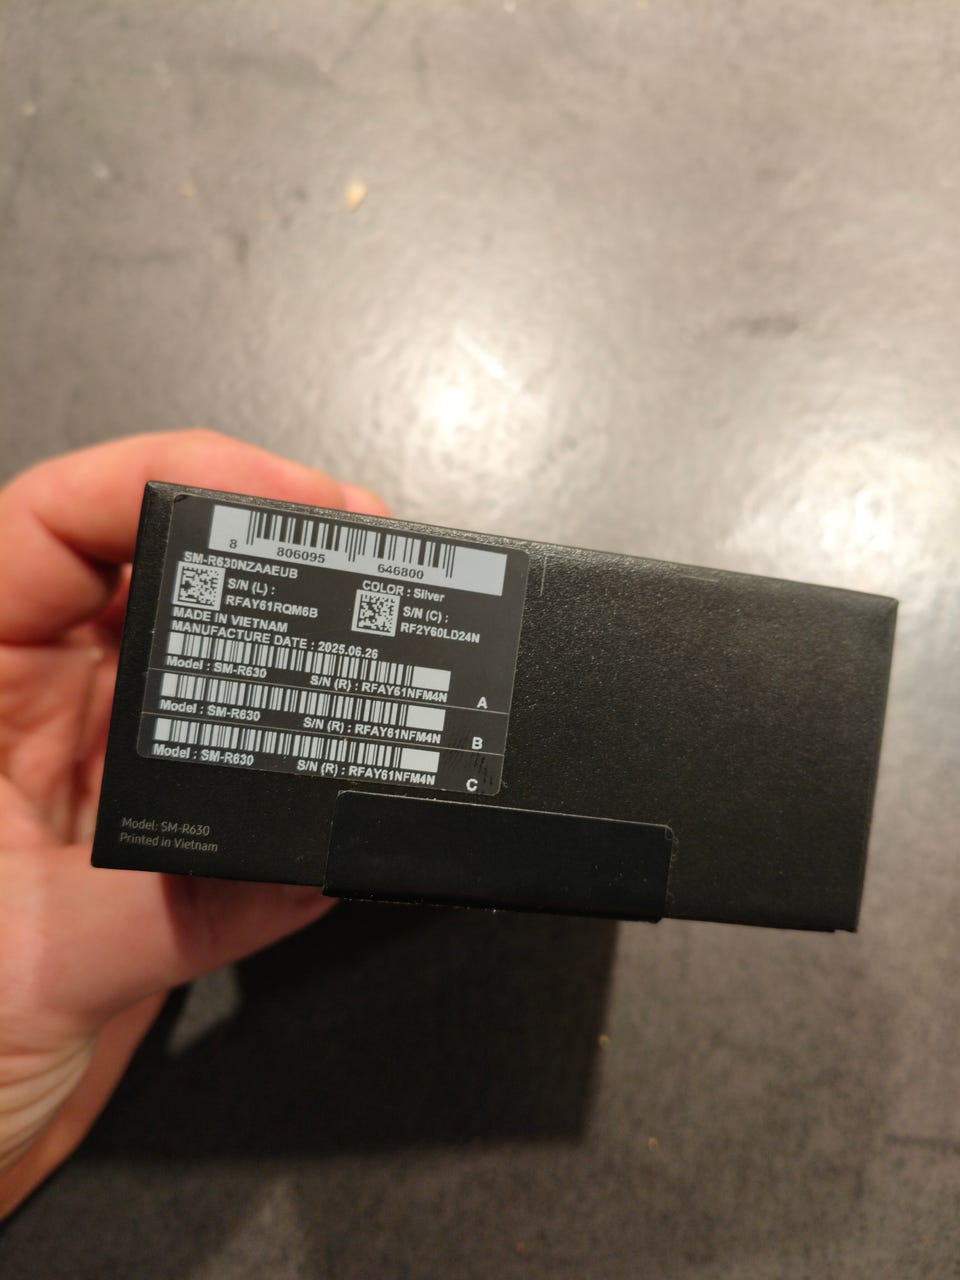 8 806095 646800
SM-R630NZAAEUB
COLOR : Silver
S/N (L) :
RFAY61RQM6B
S/N (C) :
RF2Y60LD24N
MADE IN VIETNAM
MANUFACTURE DATE : 2025.06.26
Model : SM-R630 S/N (R) : RFAY61NFM4N A
Model : SM-R630 S/N (R) : RFAY61NFM4N B
Model : SM-R630 S/N (R) : RFAY61NFM4N C
Model: SM-R630
Printed in Vietnam